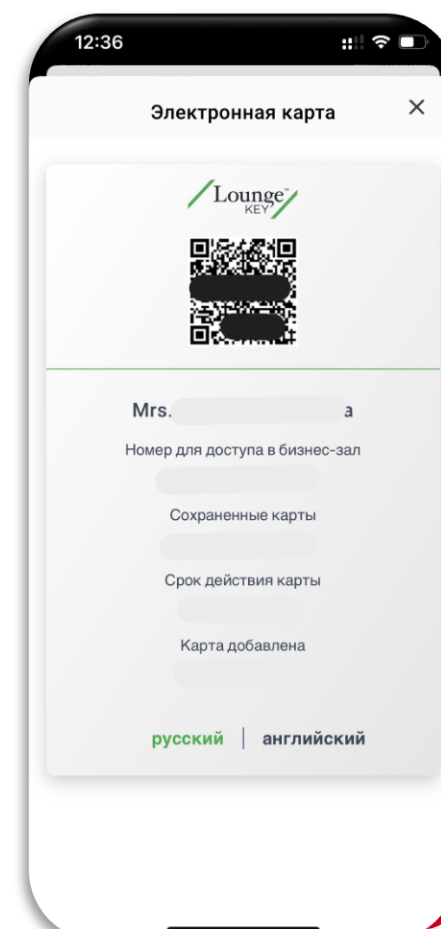 12:36
Электронная карта
Lounge™
KEY
Mrs. а
Номер для доступа в бизнес-зал
Сохраненные карты
Срок действия карты
Карта добавлена
русский | английский